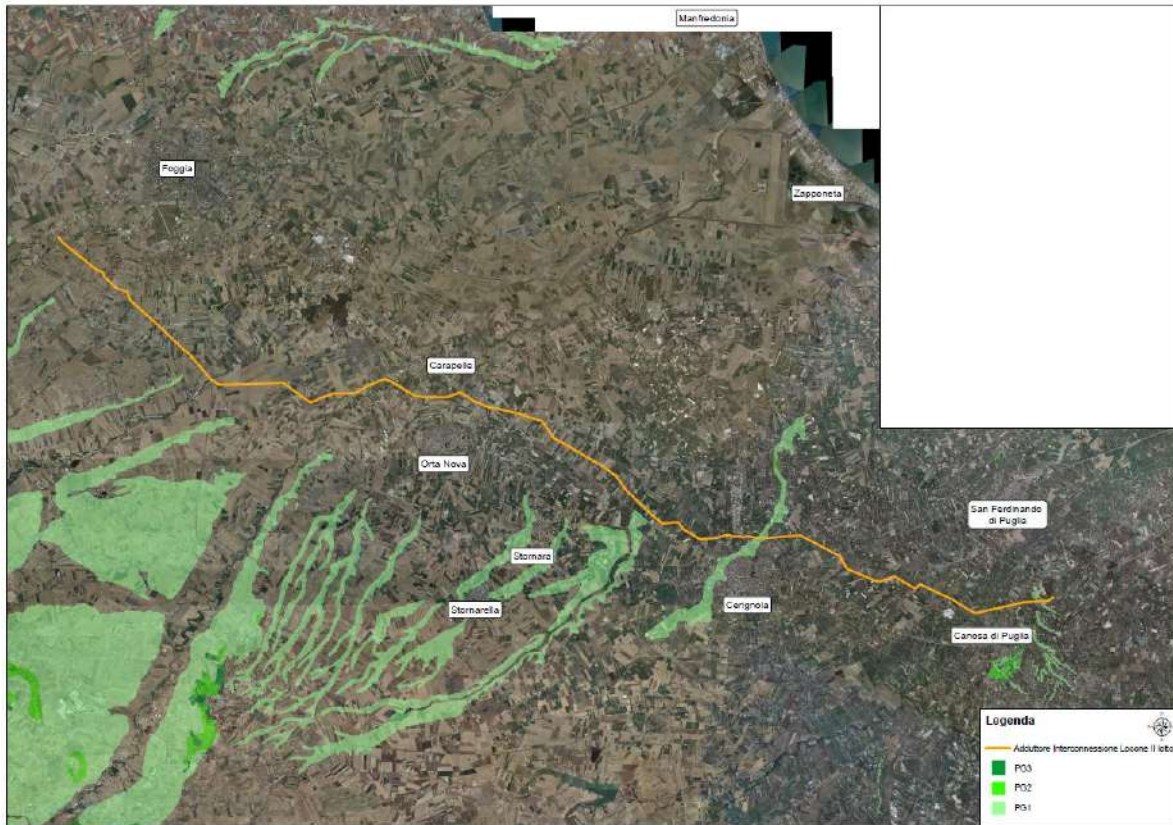 Manfredonia
Foggia
Zapponeta
Carapelle
Orta Nova
San Ferdinando
di Puglia
Stornara
Stornarella
Cerignola
Canosa di Puglia
Legenda
Adduttore Interconnessione Locone II lotto
PG3
PG2
PG1